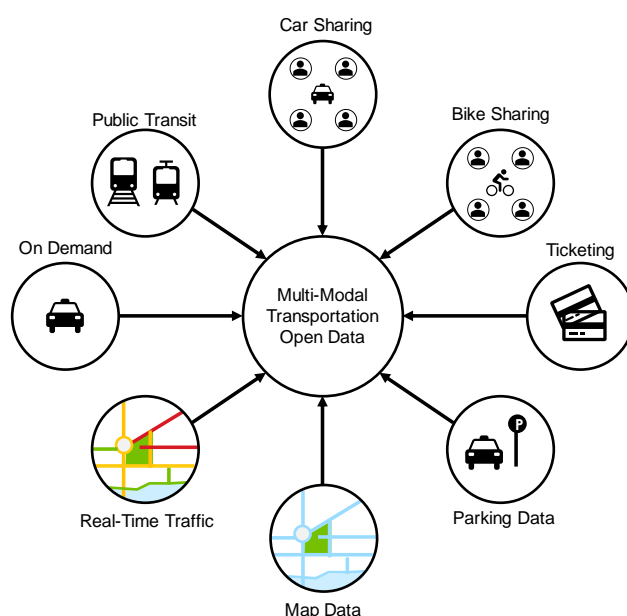 Car Sharing
Public Transit
Bike Sharing
On Demand
Ticketing
Multi-Modal
Transportation
Open Data
P
Real-Time Traffic
Parking Data
Map Data